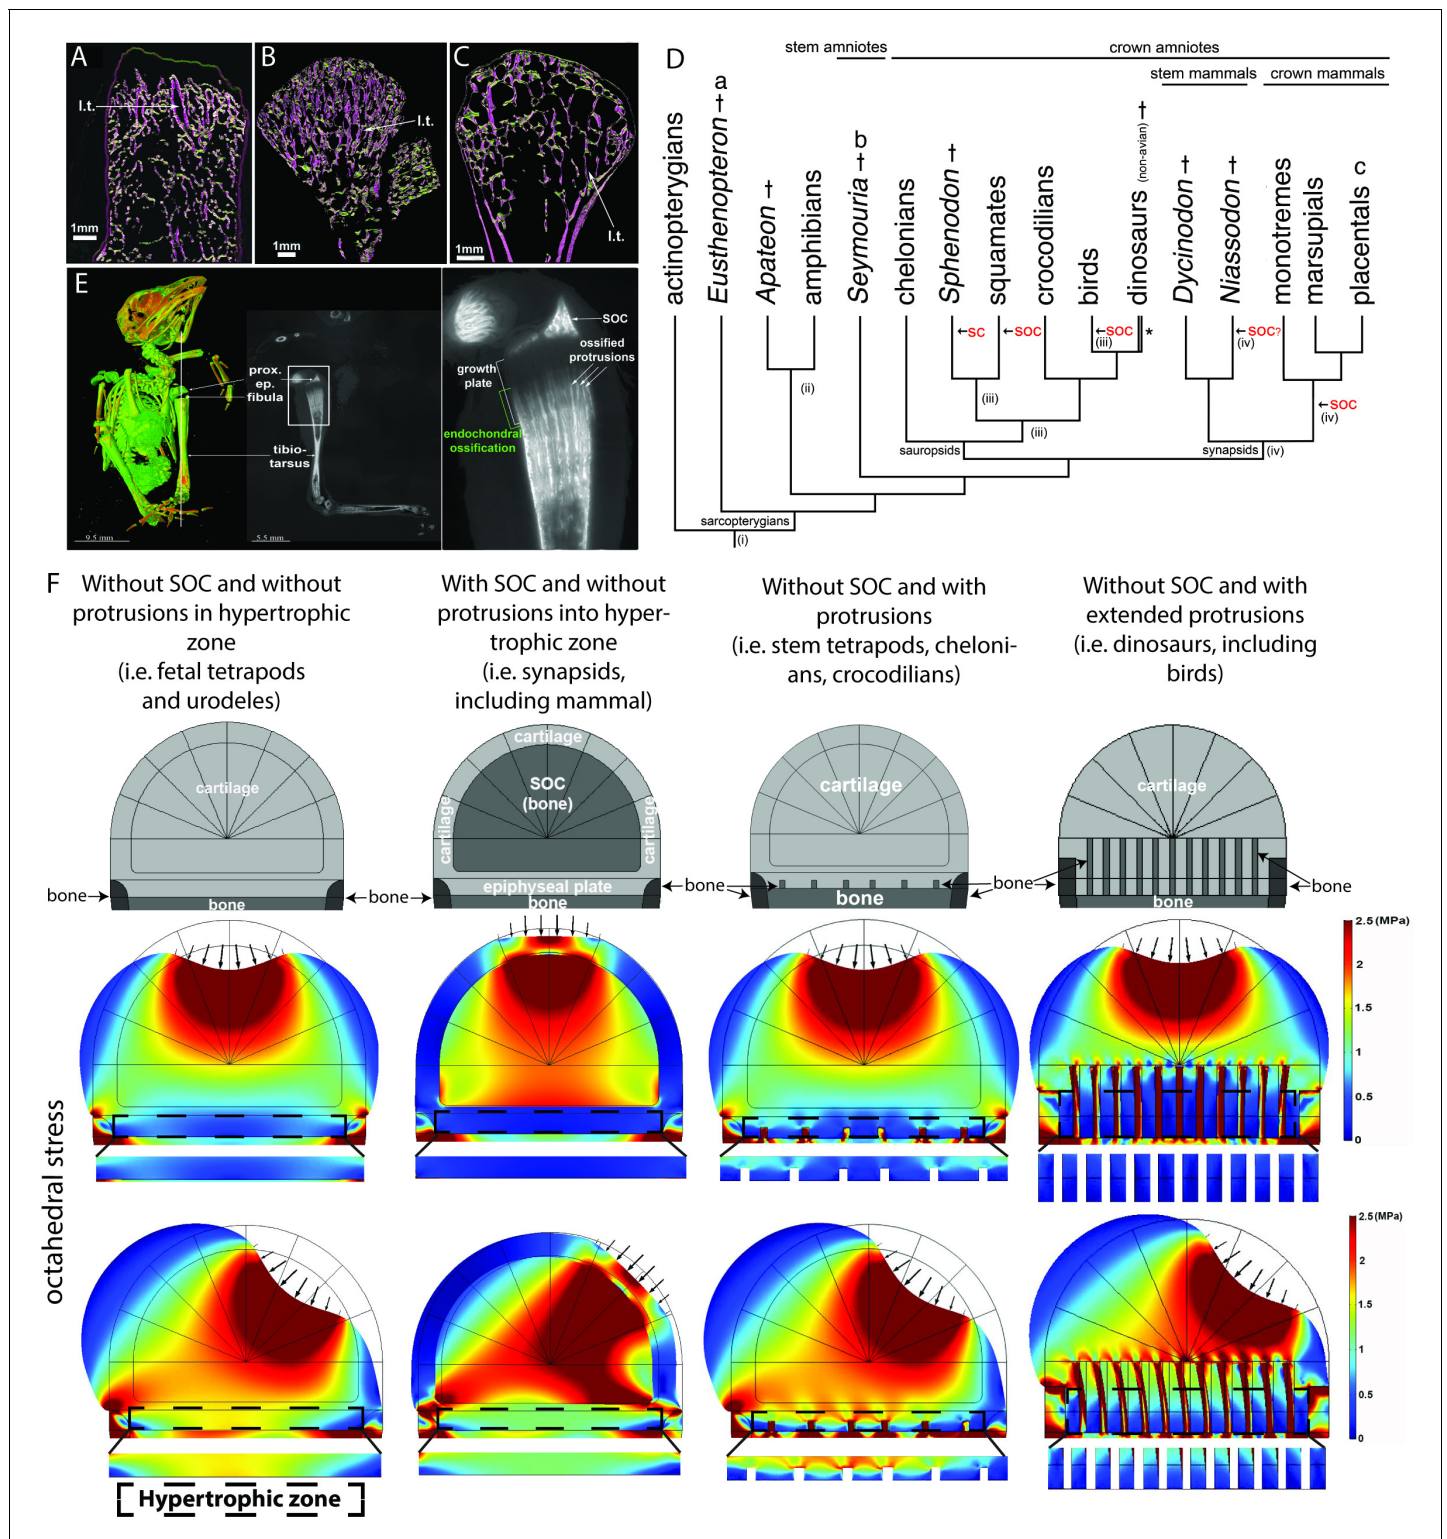 A
l.t.
1mm
B
l.t.
1mm
C
l.t.
1mm
D
stem amniotes
crown amniotes
stem mammals
crown mammals
actinopterygians
Eusthenopteron † a
Apateon †
amphibians
Seymouria † b
chelonians
Sphenodon †
squamates
crocodilians
birds
dinosaurs (non-avian) †
Dycinodon †
Niassodon †
monotremes
marsupials
placentals c
←SC
←SOC
←SOC
(iii)
*
←SOC?
(iv)
(ii)
(iii)
←SOC
(iv)
(iii)
sauropsids
synapsids
(iv)
sarcopterygians
(i)
E
prox.
ep.
fibula
tibio-
tarsus
9.5 mm
5.5 mm
SOC
ossified
protrusions
growth
plate
endochondral
ossification
F
Without SOC and without
protrusions in hypertrophic
zone
(i.e. fetal tetrapods
and urodeles)
With SOC and without
protrusions into hyper-
trophic zone
(i.e. synapsids,
including mammal)
Without SOC and with
protrusions
(i.e. stem tetrapods, cheloni-
ans, crocodilians)
Without SOC and with
extended protrusions
(i.e. dinosaurs, including
birds)
cartilage
bone
bone
cartilage
SOC
(bone)
cartilage
cartilage
epiphyseal plate
bone
bone
cartilage
bone
bone
cartilage
bone
bone
octahedral stress
2.5 (MPa)
2
1.5
1
0.5
0
2.5 (MPa)
2
1.5
1
0.5
0
Hypertrophic zone